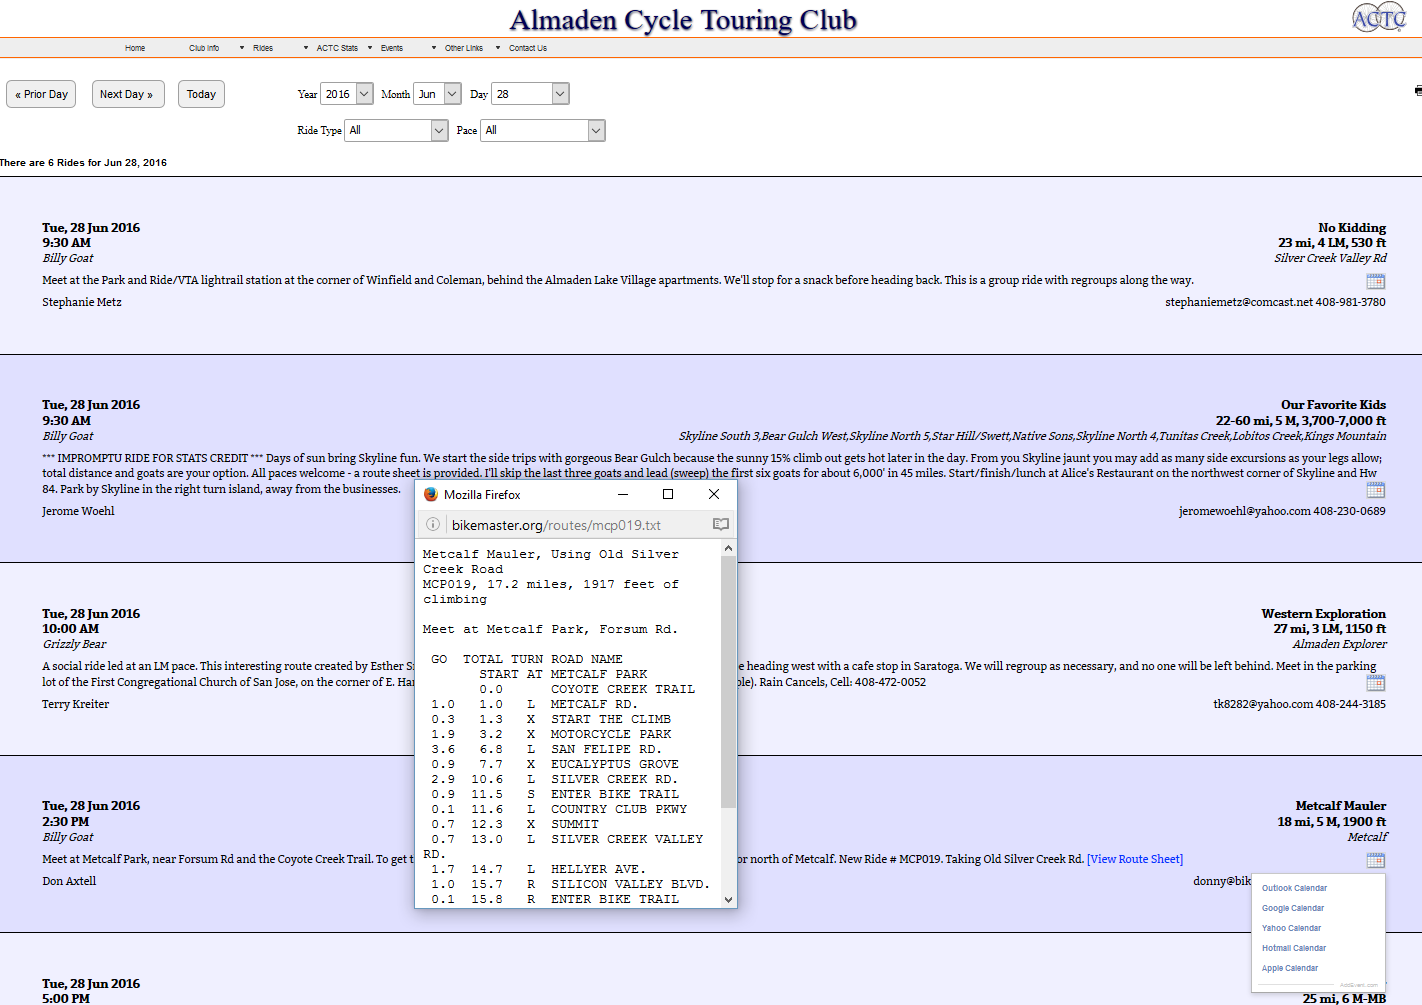 Almaden Cycle Touring Club
ACTC
Home Club Info Rides ACTC Stats Events Other Links Contact Us
« Prior Day Next Day » Today Year 2016 Month Jun Day 28
Ride Type All Pace All
There are 6 Rides for Jun 28, 2016
Tue, 28 Jun 2016 No Kidding
9:30 AM 23 mi, 4 LM, 530 ft
Billy Goat Silver Creek Valley Rd
Meet at the Park and Ride/VTA lightrail station at the corner of Winfield and Coleman, behind the Almaden Lake Village apartments. We'll stop for a snack before heading back. This is a group ride with regroups along the way.
Stephanie Metz stephaniemetz@comcast.net 408-981-3780
Tue, 28 Jun 2016 Our Favorite Kids
9:30 AM 22-60 mi, 5 M, 3,700-7,000 ft
Billy Goat Skyline South 3,Bear Gulch West,Skyline North 5,Star Hill/Swett,Native Sons,Skyline North 4,Tunitas Creek,Lobitos Creek,Kings Mountain
*** IMPROMPTU RIDE FOR STATS CREDIT *** Days of sun bring Skyline fun. We start the side trips with gorgeous Bear Gulch because the sunny 15% climb out gets hot later in the day. From you Skyline jaunt you may add as many side excursions as your legs allow;
total distance and goats are your option. All paces welcome - a route sheet is provided. I'll skip the last three goats and lead (sweep) the first six goats for about 6,000' in 45 miles. Start/finish/lunch at Alice's Restaurant on the northwest corner of Skyline and Hw
84. Park by Skyline in the right turn island, away from the businesses.
Jerome Woehl jeromewoehl@yahoo.com 408-230-0689
Mozilla Firefox
bikemaster.org/routes/mcp019.txt
Metcalf Mauler, Using Old Silver
Creek Road
MCP019, 17.2 miles, 1917 feet of
climbing
Meet at Metcalf Park, Forsum Rd.
GO TOTAL TURN ROAD NAME
START AT METCALF PARK
0.0 COYOTE CREEK TRAIL
1.0 1.0 L METCALF RD.
0.3 1.3 X START THE CLIMB
1.9 3.2 X MOTORCYCLE PARK
3.6 6.8 L SAN FELIPE RD.
0.9 7.7 X EUCALYPTUS GROVE
2.9 10.6 L SILVER CREEK RD.
0.9 11.5 S ENTER BIKE TRAIL
0.1 11.6 L COUNTRY CLUB PKWY
0.7 12.3 X SUMMIT
0.7 13.0 L SILVER CREEK VALLEY
RD.
1.7 14.7 L HELLYER AVE.
1.0 15.7 R SILICON VALLEY BLVD.
0.1 15.8 R ENTER BIKE TRAIL
Tue, 28 Jun 2016 Western Exploration
10:00 AM 27 mi, 3 LM, 1150 ft
Grizzly Bear Almaden Explorer
A social ride led at an LM pace. This interesting route created by Esther heading west with a cafe stop in Saratoga. We will regroup as necessary, and no one will be left behind. Meet in the parking
lot of the First Congregational Church of San Jose, on the corner of E. Rain Cancels, Cell: 408-472-0052
Terry Kreiter tk8282@yahoo.com 408-244-3185
Tue, 28 Jun 2016 Metcalf Mauler
2:30 PM 18 mi, 5 M, 1900 ft
Billy Goat Metcalf
Meet at Metcalf Park, near Forsum Rd and the Coyote Creek Trail. To get or north of Metcalf. New Ride # MCP019. Taking Old Silver Creek Rd. [View Route Sheet]
Don Axtell donny@bik
Outlook Calendar
Google Calendar
Yahoo Calendar
Hotmail Calendar
Apple Calendar
AddEvent.com
Tue, 28 Jun 2016
5:00 PM 25 mi, 6 M-MB